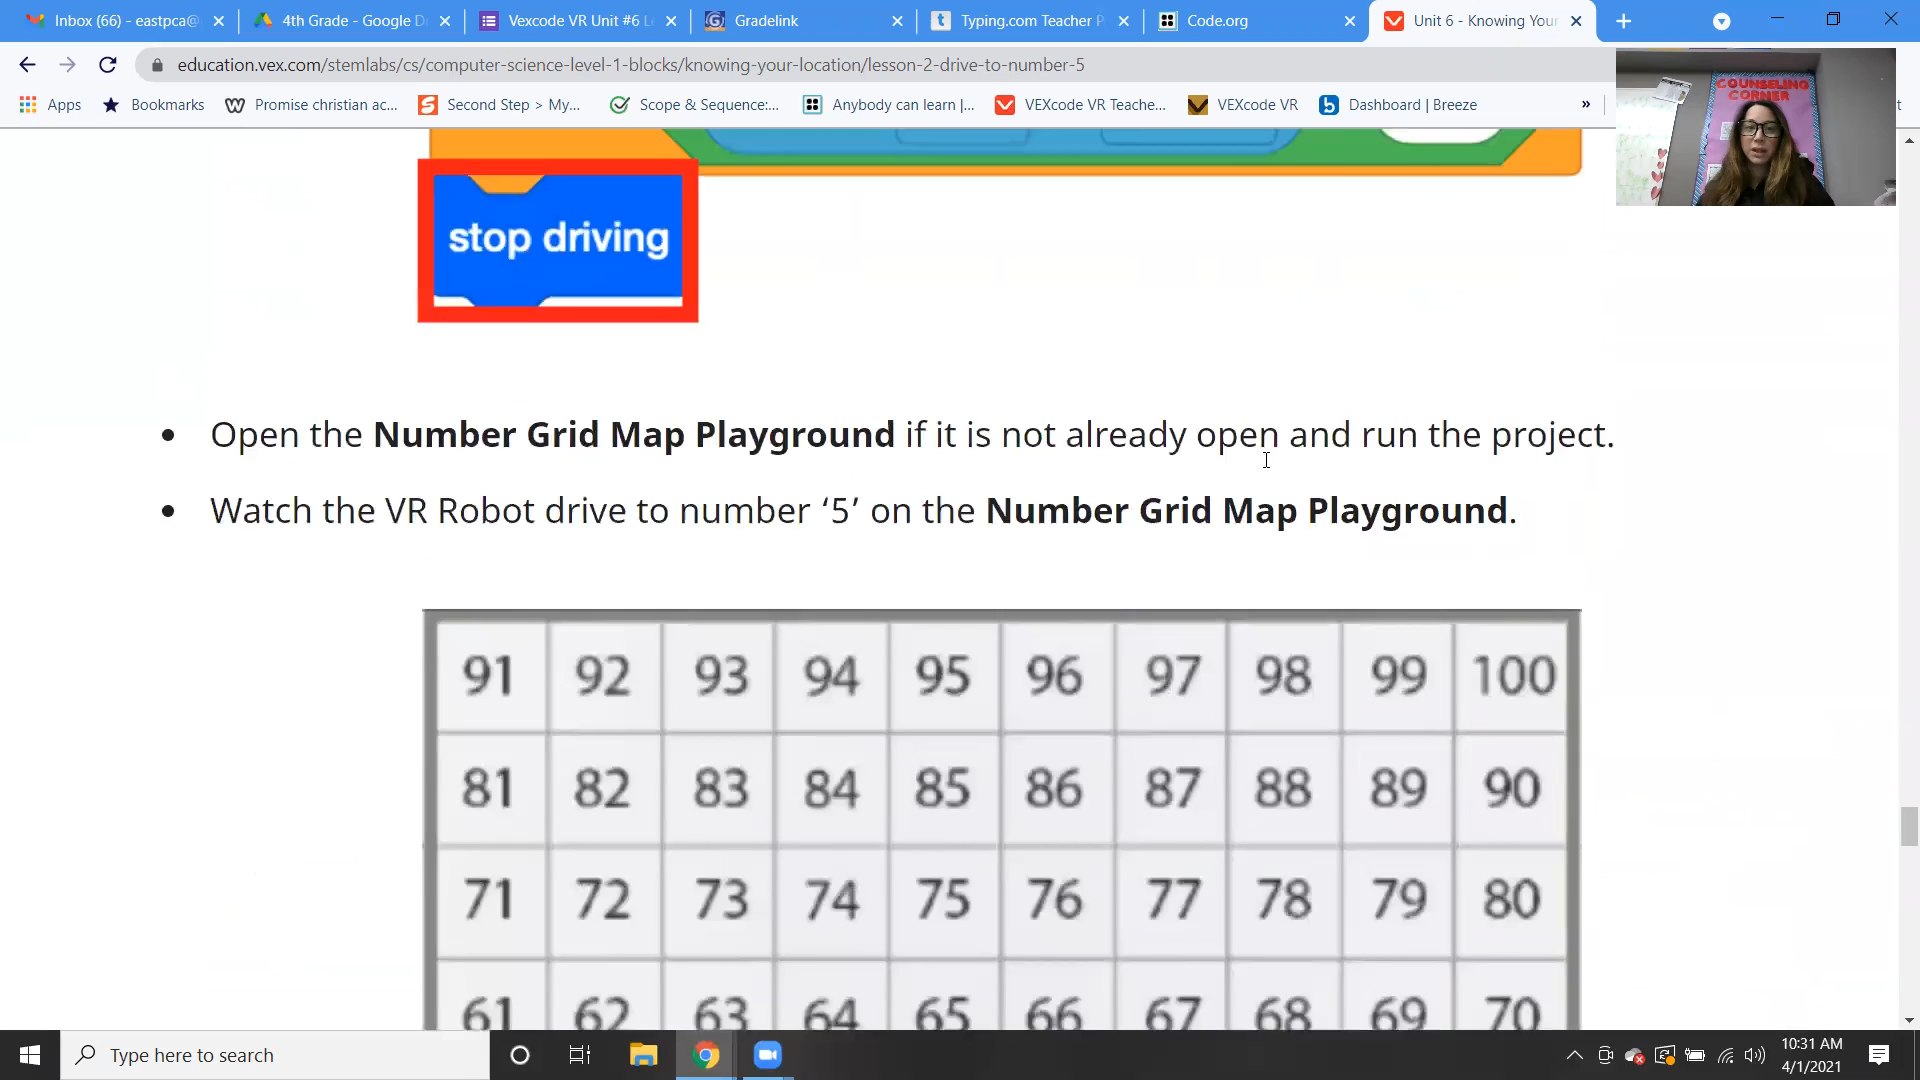 Inbox (66) - eastpca@
4th Grade - Google D
Vexcode VR Unit #6 L
Gradelink
Typing.com Teacher P
Code.org
Unit 6 - Knowing Your
education.vex.com/stemlabs/cs/computer-science-level-1-blocks/knowing-your-location/lesson-2-drive-to-number-5
Apps
Bookmarks
Promise christian ac...
Second Step > My...
Scope & Sequence:...
Anybody can learn |...
VEXcode VR Teache...
VEXcode VR
Dashboard | Breeze
»
COUNSELING
CORNER
stop driving
• Open the Number Grid Map Playground if it is not already open and run the project.
• Watch the VR Robot drive to number ‘5’ on the Number Grid Map Playground.
91 92 93 94 95 96 97 98 99 100
81 82 83 84 85 86 87 88 89 90
71 72 73 74 75 76 77 78 79 80
61 62 63 64 65 66 67 68 69 70
Type here to search
10:31 AM
4/1/2021